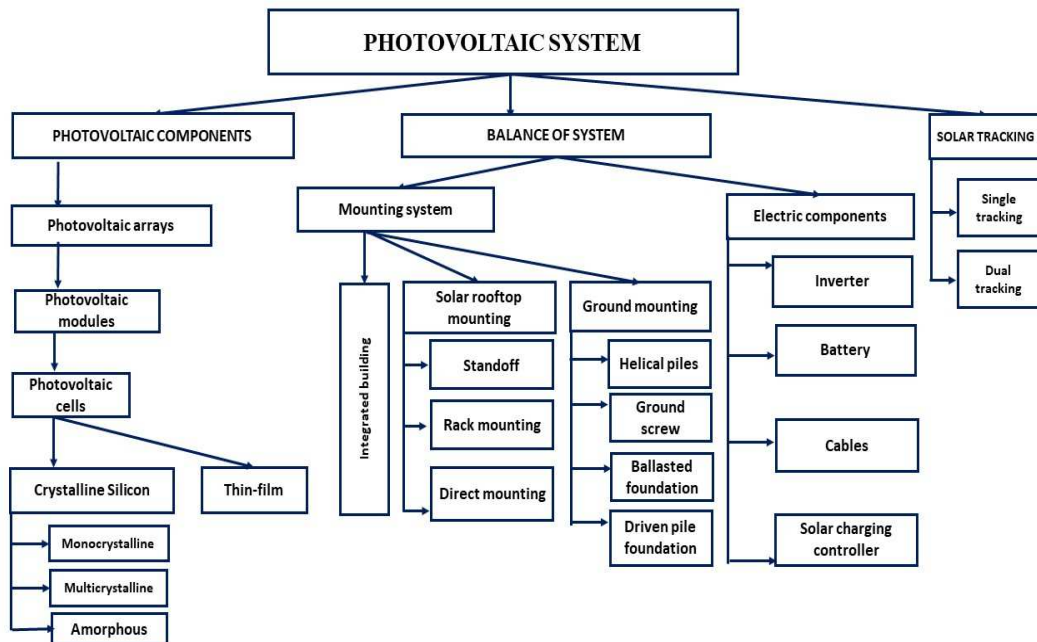 PHOTOVOLTAIC SYSTEM
PHOTOVOLTAIC COMPONENTS
BALANCE OF SYSTEM
SOLAR TRACKING
Photovoltaic arrays
Photovoltaic
modules
Photovoltaic
cells
Crystalline Silicon
Thin-film
Monocrystalline
Multicrystalline
Amorphous
Mounting system
Integrated building
Solar rooftop
mounting
Standoff
Rack mounting
Direct mounting
Ground mounting
Helical piles
Ground
screw
Ballasted
foundation
Driven pile
foundation
Electric components
Inverter
Battery
Cables
Solar charging
controller
Single
tracking
Dual
tracking